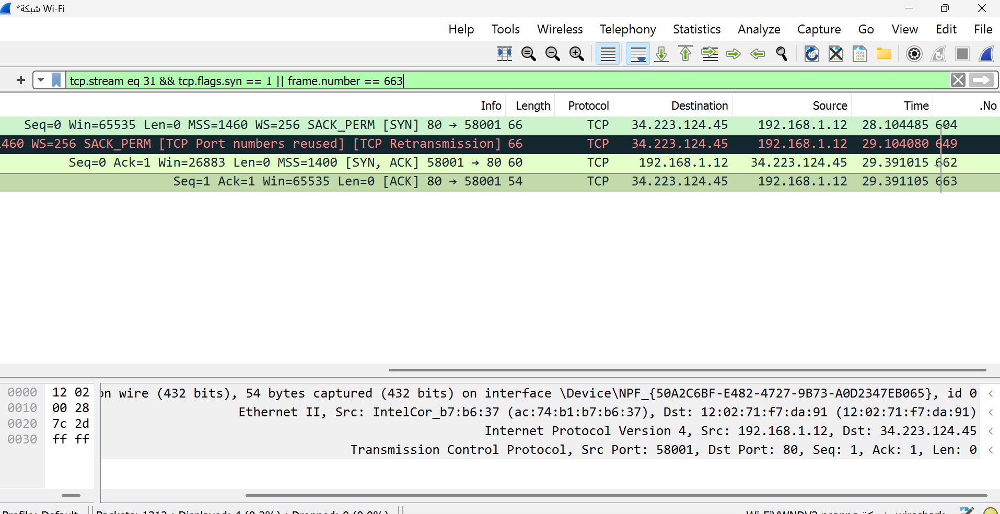 *شبكة Wi-Fi
Help Tools Wireless Telephony Statistics Analyze Capture Go View Edit File
tcp.stream eq 31 && tcp.flags.syn == 1 || frame.number == 663
Info Length Protocol Destination Source Time .No
Seq=0 Win=65535 Len=0 MSS=1460 WS=256 SACK_PERM [SYN] 80 → 58001 66 TCP 34.223.124.45 192.168.1.12 28.104485 604
460 WS=256 SACK_PERM [TCP Port numbers reused] [TCP Retransmission] 66 TCP 34.223.124.45 192.168.1.12 29.104080 649
Seq=0 Ack=1 Win=26883 Len=0 MSS=1400 [SYN, ACK] 58001 → 80 60 TCP 192.168.1.12 34.223.124.45 29.391015 662
Seq=1 Ack=1 Win=65535 Len=0 [ACK] 80 → 58001 54 TCP 34.223.124.45 192.168.1.12 29.391105 663
0000 12 02
0010 00 28
0020 7c 2d
0030 ff ff
on wire (432 bits), 54 bytes captured (432 bits) on interface \Device\NPF_{50A2C6BF-E482-4727-9B73-A0D2347EB065}, id 0
Ethernet II, Src: IntelCor_b7:b6:37 (ac:74:b1:b7:b6:37), Dst: 12:02:71:f7:da:91 (12:02:71:f7:da:91)
Internet Protocol Version 4, Src: 192.168.1.12, Dst: 34.223.124.45
Transmission Control Protocol, Src Port: 58001, Dst Port: 80, Seq: 1, Ack: 1, Len: 0
Profile: Default